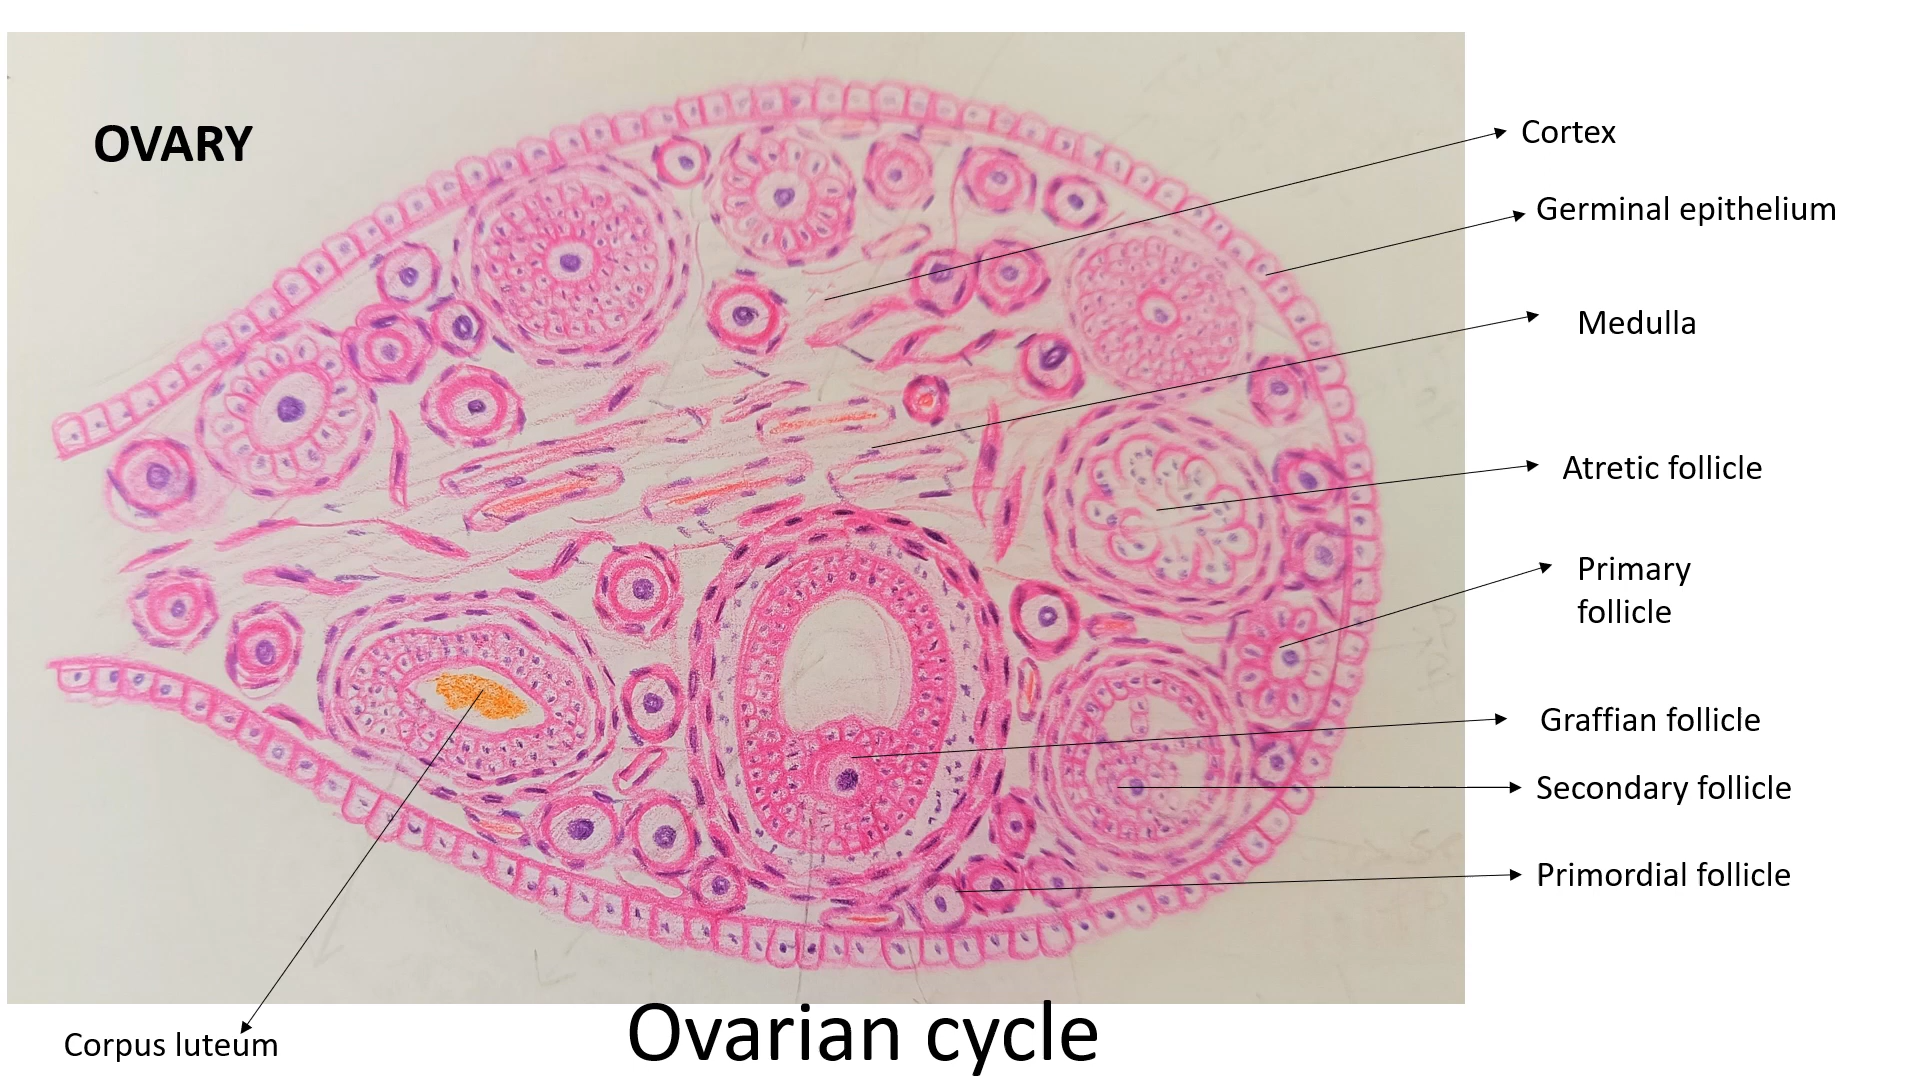 OVARY
Cortex
Germinal epithelium
Medulla
Atretic follicle
Primary
follicle
Graffian follicle
Secondary follicle
Primordial follicle
Corpus luteum
Ovarian cycle